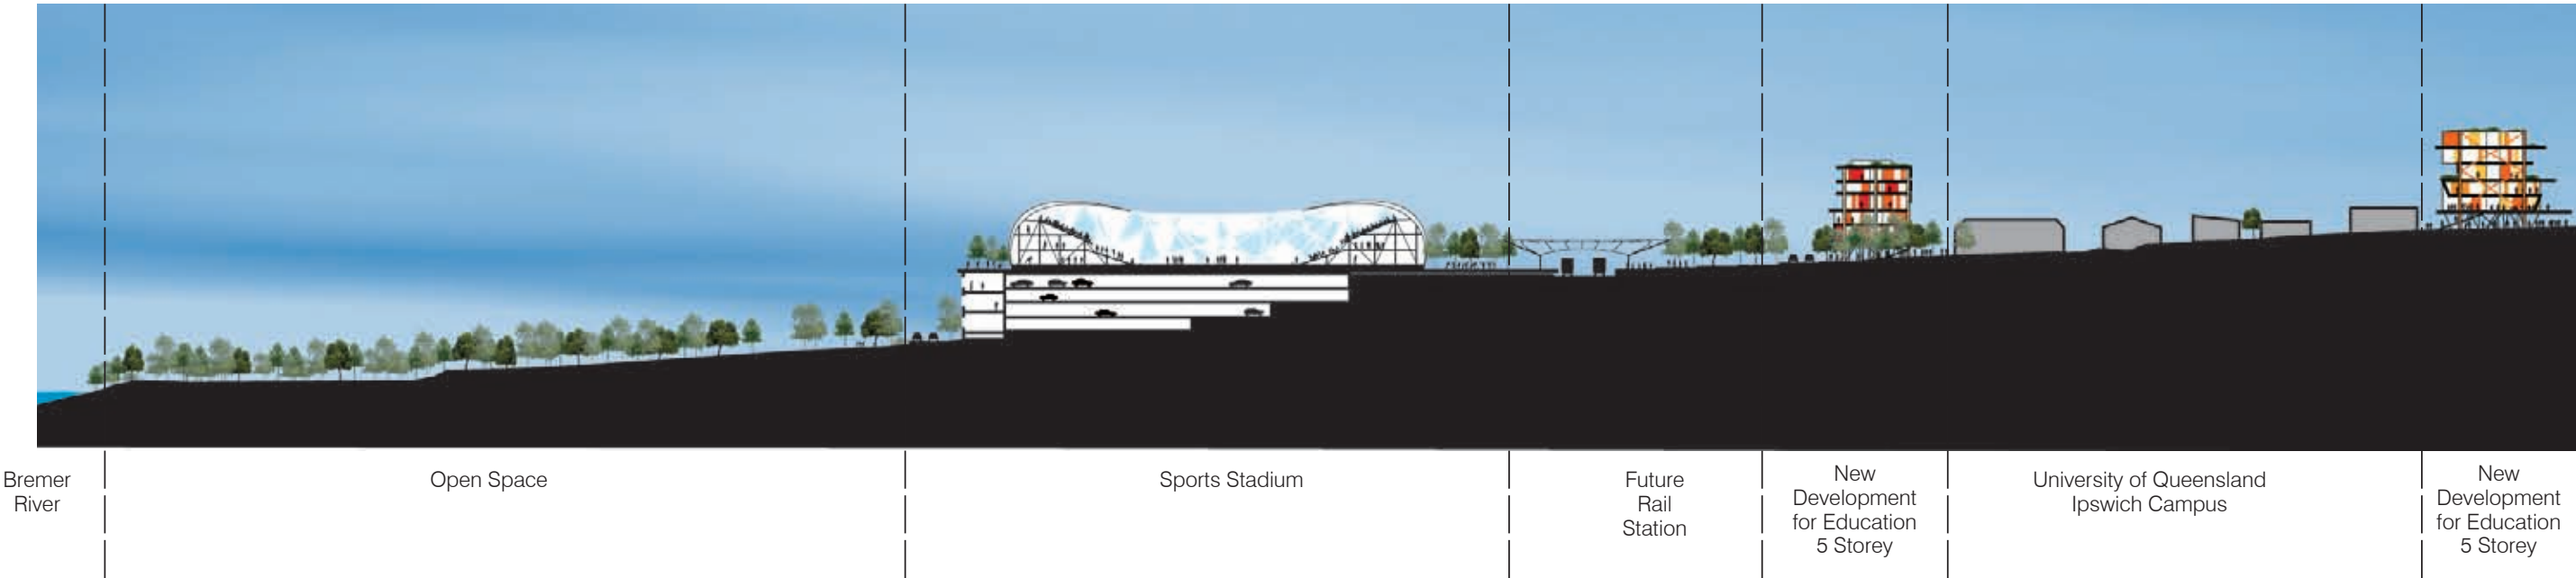 Bremer
River
Open Space
Sports Stadium
Future
Rail
Station
New
Development
for Education
5 Storey
University of Queensland
Ipswich Campus
New
Development
for Education
5 Storey